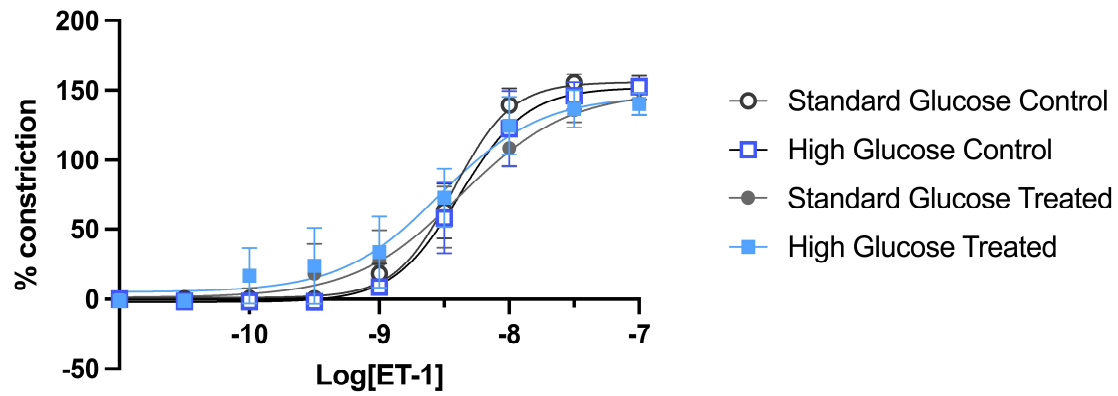 200
150
100
50
0
-50
% constriction
-10
-9
-8
-7
Log[ET-1]
Standard Glucose Control
High Glucose Control
Standard Glucose Treated
High Glucose Treated